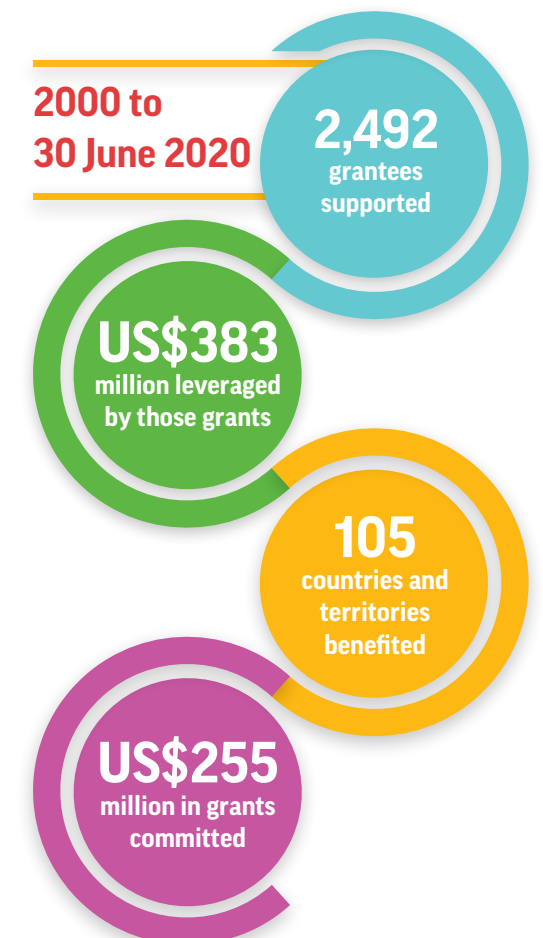 2000 to
30 June 2020
2,492
grantees
supported
US$383
million leveraged
by those grants
105
countries and
territories
benefited
US$255
million in grants
committed